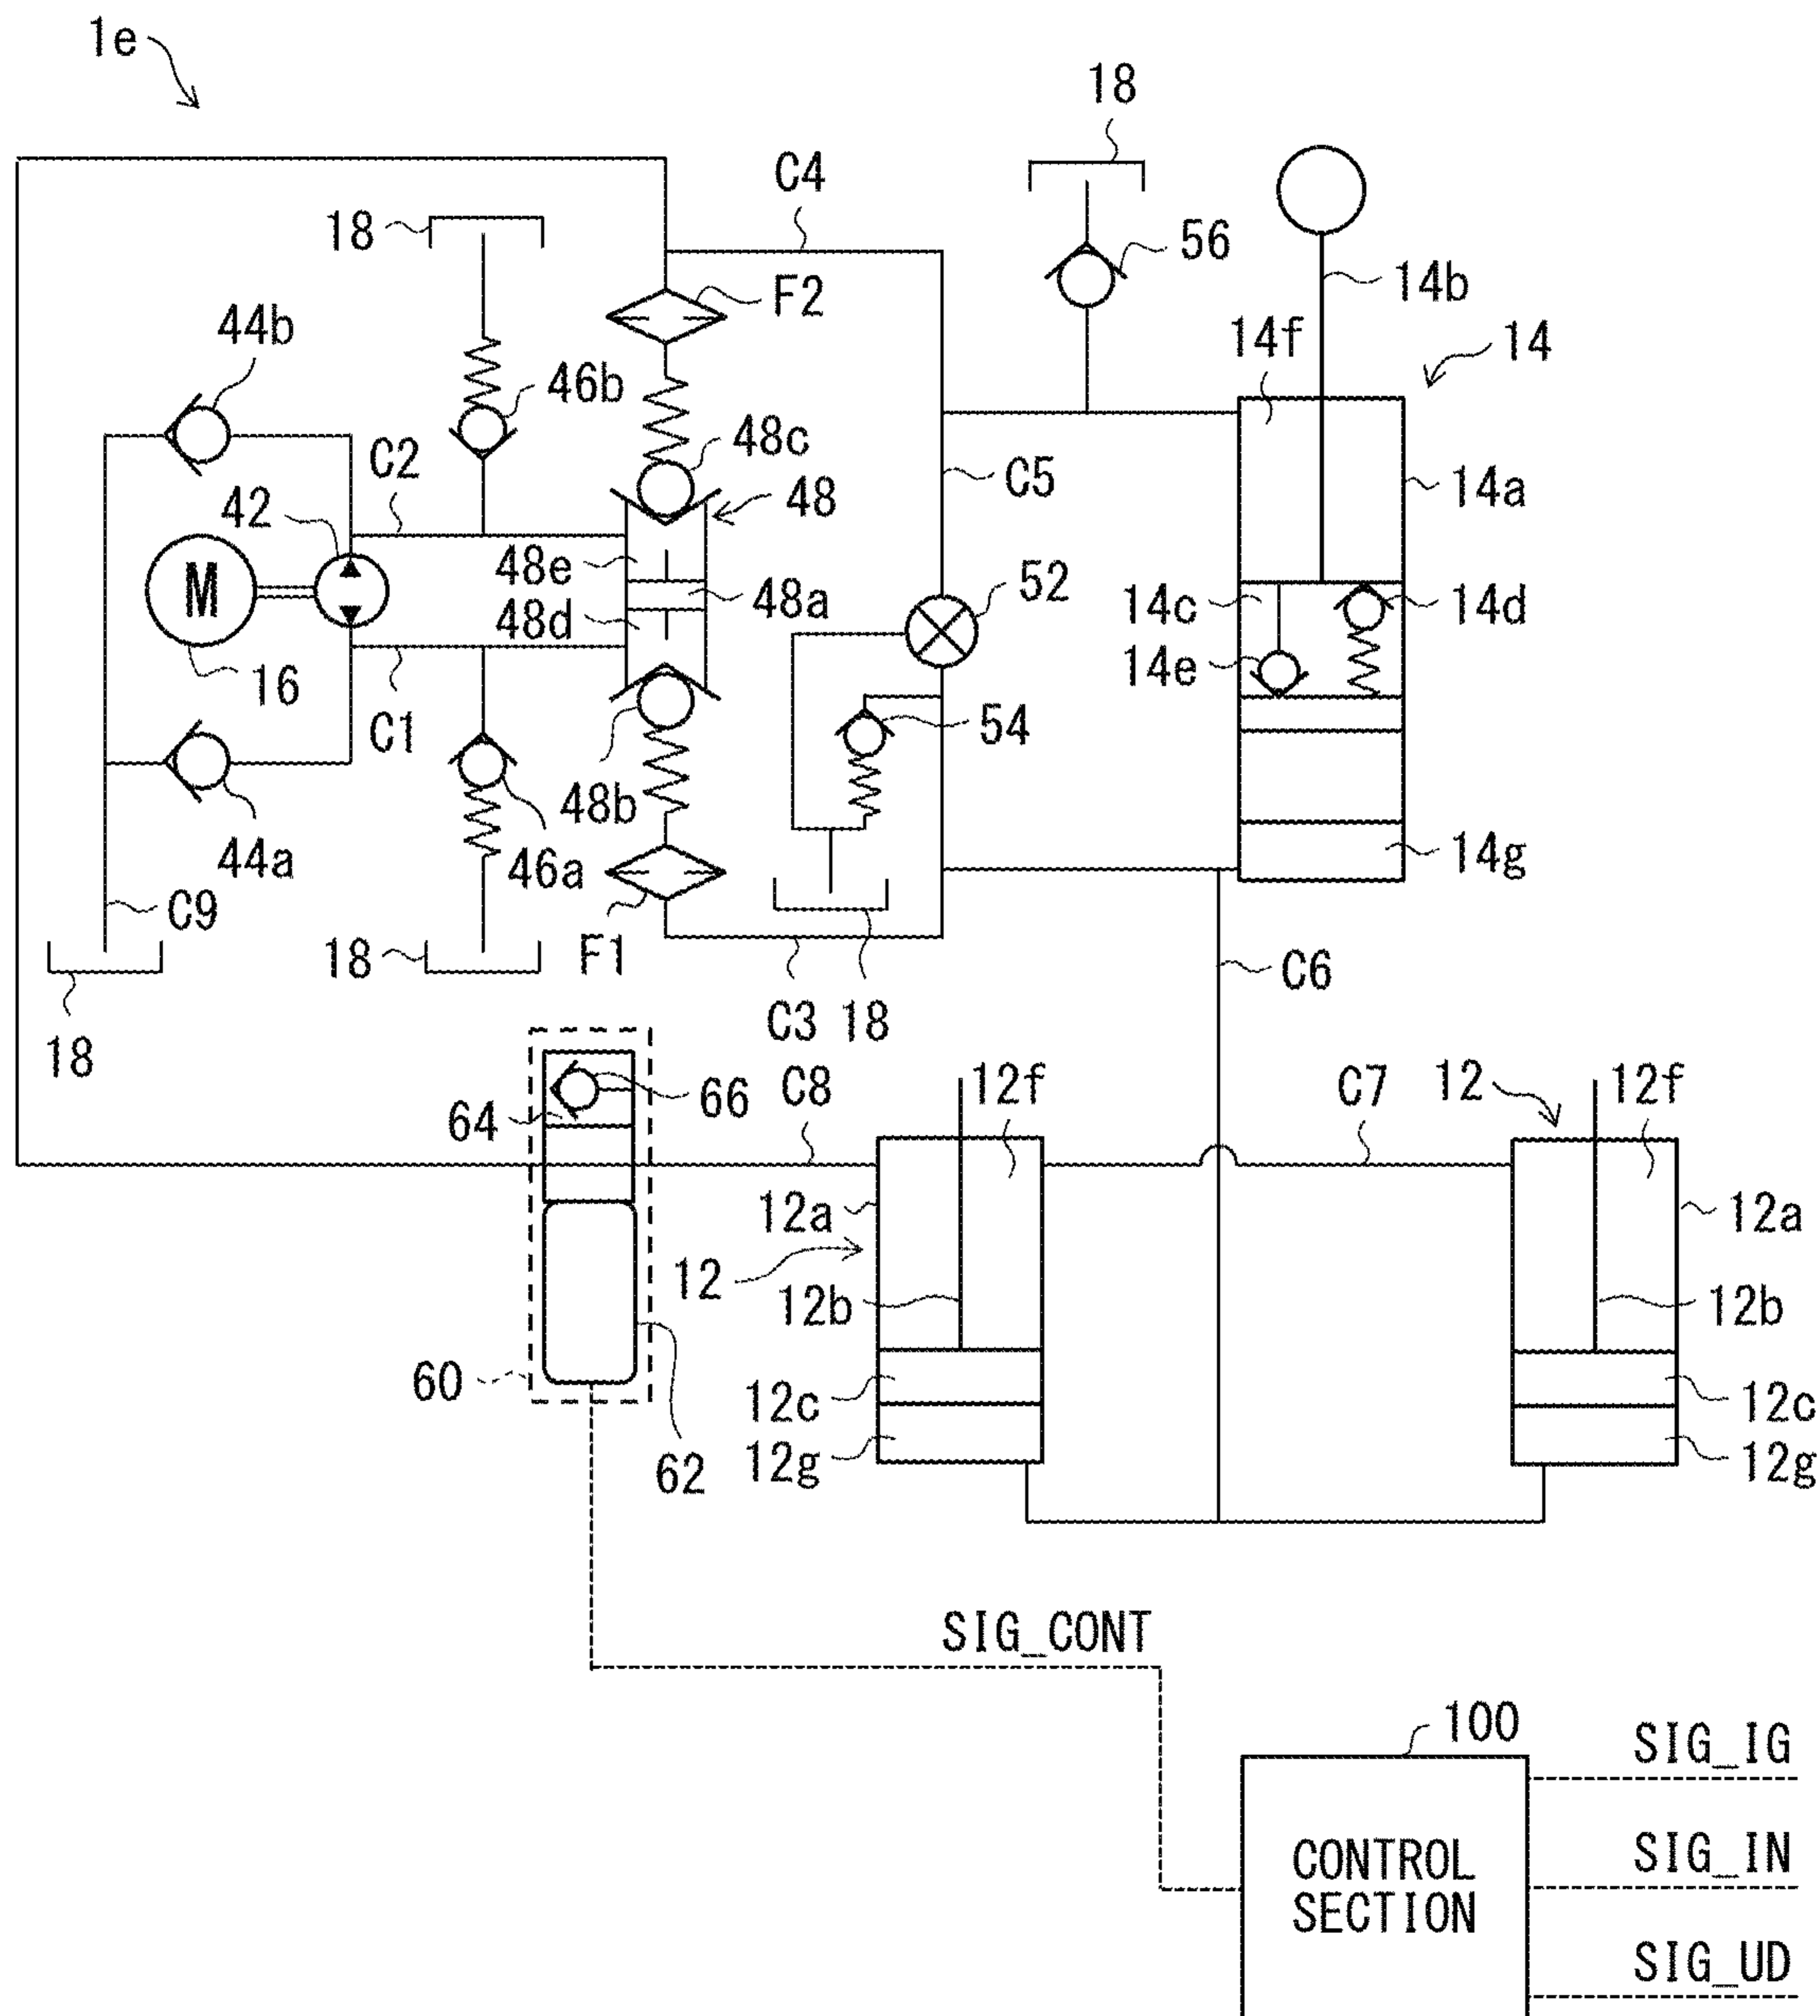 1e
18
C4
18
56
14b
F2
44b
14f
14
46b
48c
C2
48
C5
14a
42
M
48e
52
48a
14c
14d
48d
14e
16
C1
54
48b
44a
46a
14g
C9
18
F1
C6
C3
18
18
66
C8
12f
C7
12
12f
64
12a
12a
12
12b
12b
60
12c
12c
12g
12g
62
SIG_CONT
100
SIG_IG
CONTROL
SECTION
SIG_IN
SIG_UD